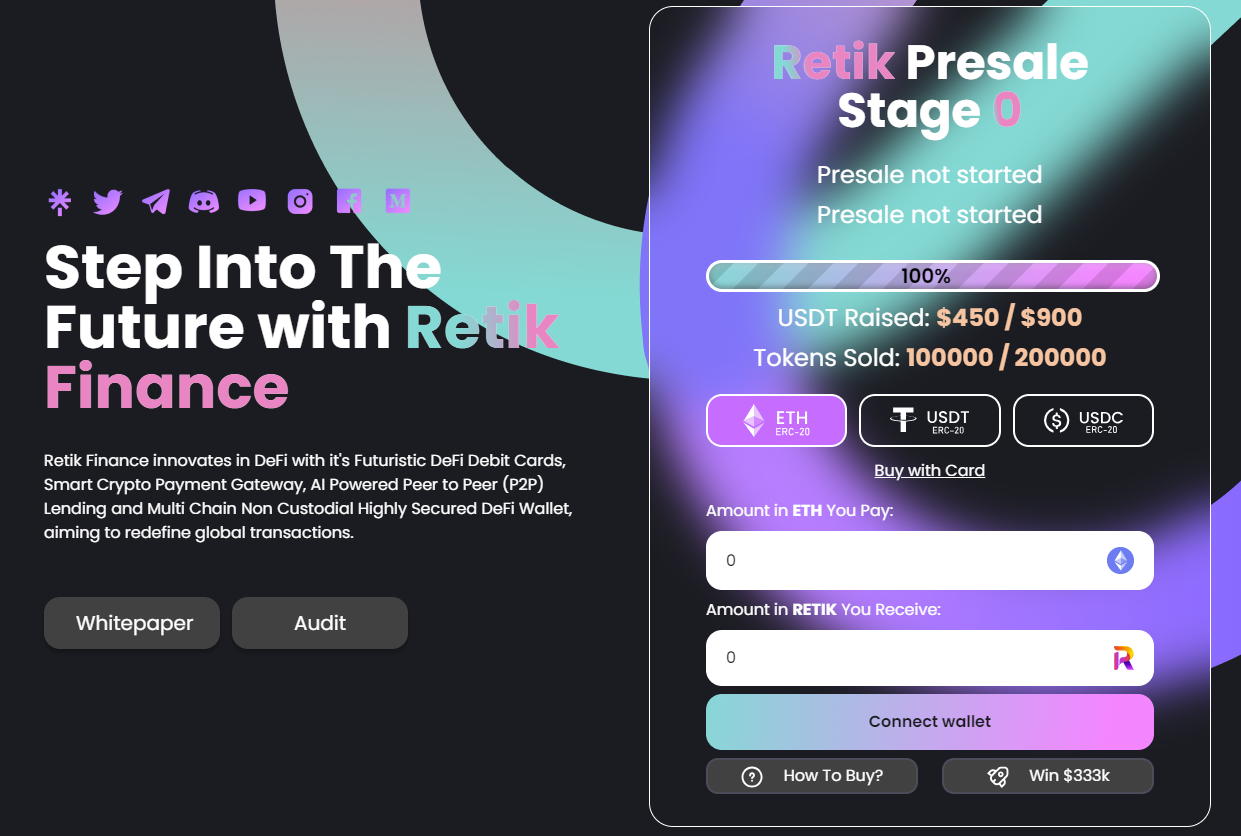 Step Into The
Future with Retik
Finance
Retik Finance innovates in DeFi with it's Futuristic DeFi Debit Cards,
Smart Crypto Payment Gateway, AI Powered Peer to Peer (P2P)
Lending and Multi Chain Non Custodial Highly Secured DeFi Wallet,
aiming to redefine global transactions.
Whitepaper
Audit
Retik Presale
Stage 0
Presale not started
Presale not started
100%
USDT Raised: $450 / $900
Tokens Sold: 100000 / 200000
ETH
ERC-20
USDT
ERC-20
USDC
ERC-20
Buy with Card
Amount in ETH You Pay:
0
Amount in RETIK You Receive:
0
Connect wallet
How To Buy?
Win $333k